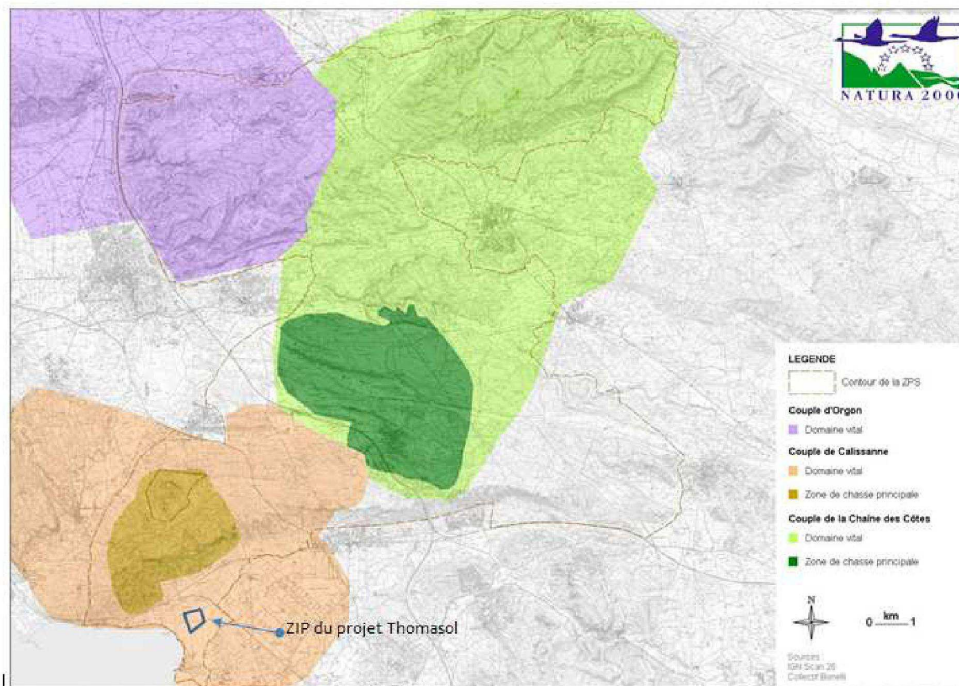 NATURA 2000
LEGENDE
Contour de la ZPS
Couple d'Orgon
Domaine vital
Couple de Calissanne
Domaine vital
Zone de chasse principale
Couple de la Chaîne des Côtes
Domaine vital
Zone de chasse principale
N
0 km 1
ZIP du projet Thomasol
Sources :
IGN Scan 25
Collectif Bonelli